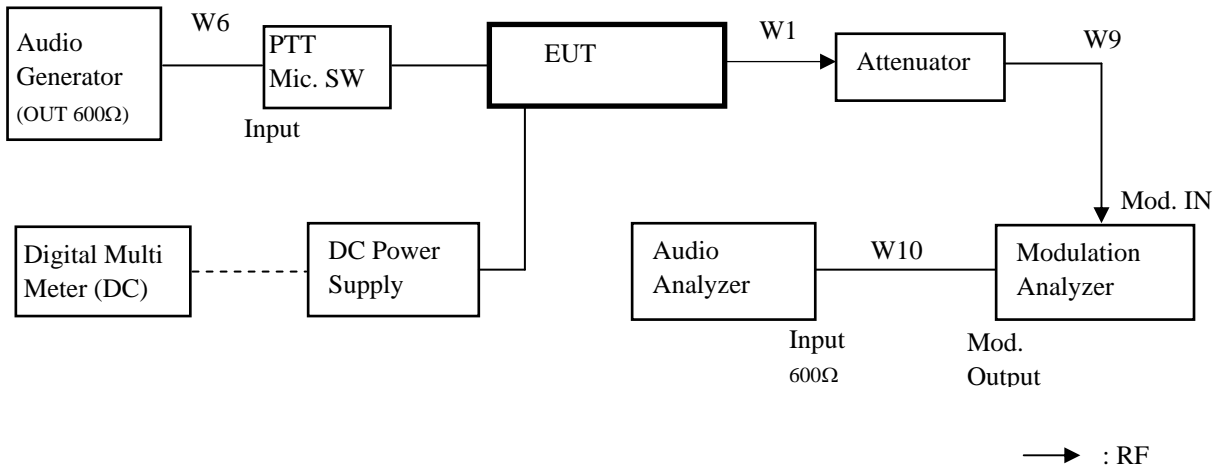 Audio
Generator
(OUT 600Ω)
W6
PTT
Mic. SW
Input
EUT
W1
Attenuator
W9
Mod. IN
Digital Multi
Meter (DC)
DC Power
Supply
Audio
Analyzer
W10
Modulation
Analyzer
Input
600Ω
Mod.
Output
: RF